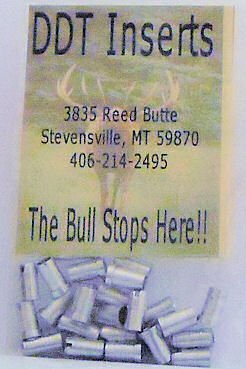 DDT Inserts
3835 Reed Butte
Stevensville, MT 59870
406-214-2495
The Bull Stops Here!!